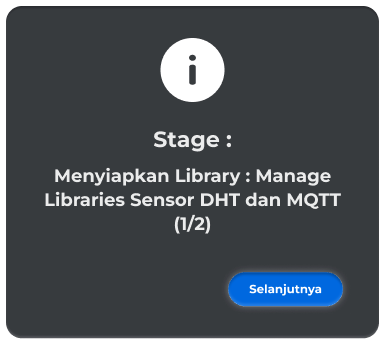 Stage :
Menyiapkan Library : Manage
Libraries Sensor DHT dan MQTT
(1/2)
Selanjutnya